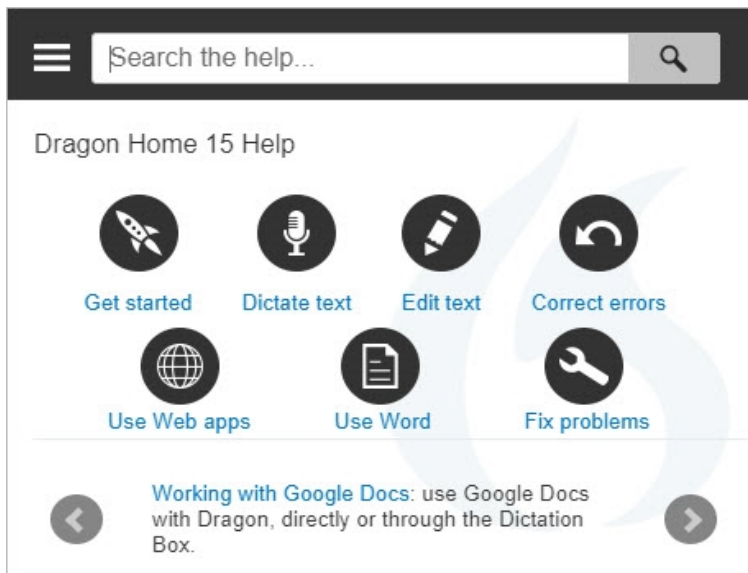 Search the help...
Dragon Home 15 Help
Get started Dictate text Edit text Correct errors
Use Web apps Use Word Fix problems
Working with Google Docs: use Google Docs
with Dragon, directly or through the Dictation
Box.